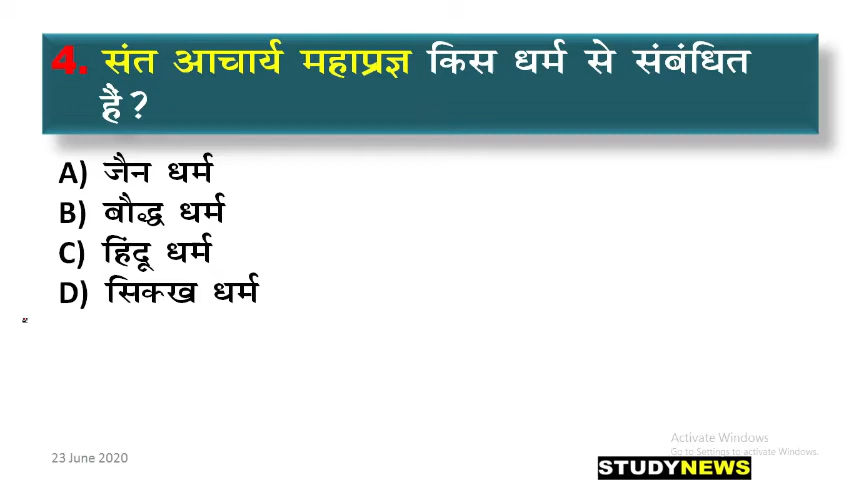 4. संत आचार्य महाप्रज्ञ किस धर्म से संबंधित
हैं?
A) जैन धर्म
B) बौद्ध धर्म
C) हिंदू धर्म
D) सिक्ख धर्म
Activate Windows
Go to Settings to activate Windows.
23 June 2020
STUDYNEWS